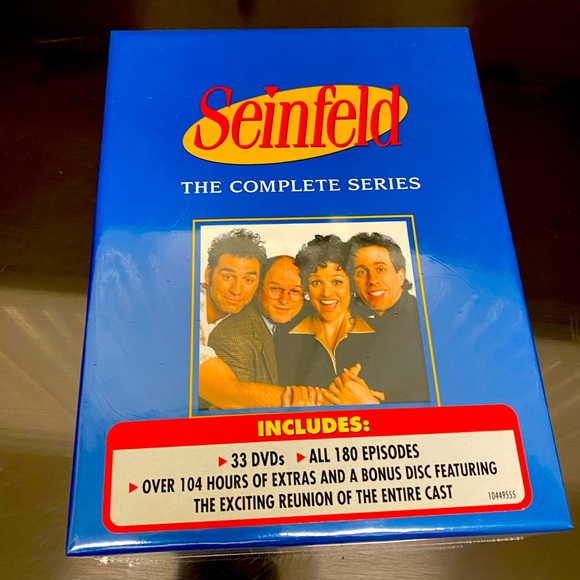 Seinfeld
THE COMPLETE SERIES
INCLUDES:
▶ 33 DVDs ▶ ALL 180 EPISODES
▶ OVER 104 HOURS OF EXTRAS AND A BONUS DISC FEATURING
THE EXCITING REUNION OF THE ENTIRE CAST
10449555